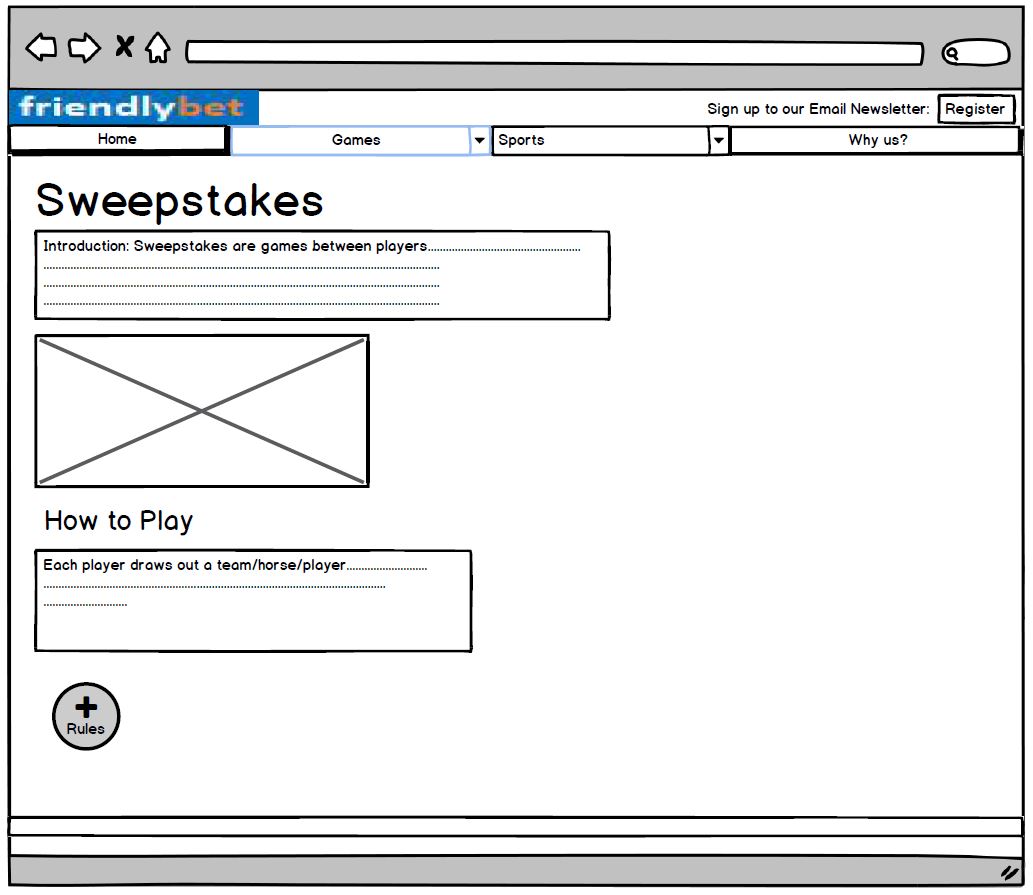 friendlybet
Sign up to our Email Newsletter: Register
Home Games Sports Why us?
Sweepstakes
Introduction: Sweepstakes are games between players..................................................
....................................................................................................................................
....................................................................................................................................
....................................................................................................................................
How to Play
Each player draws out a team/horse/player...........................
..................................................................................................................
............................
Rules